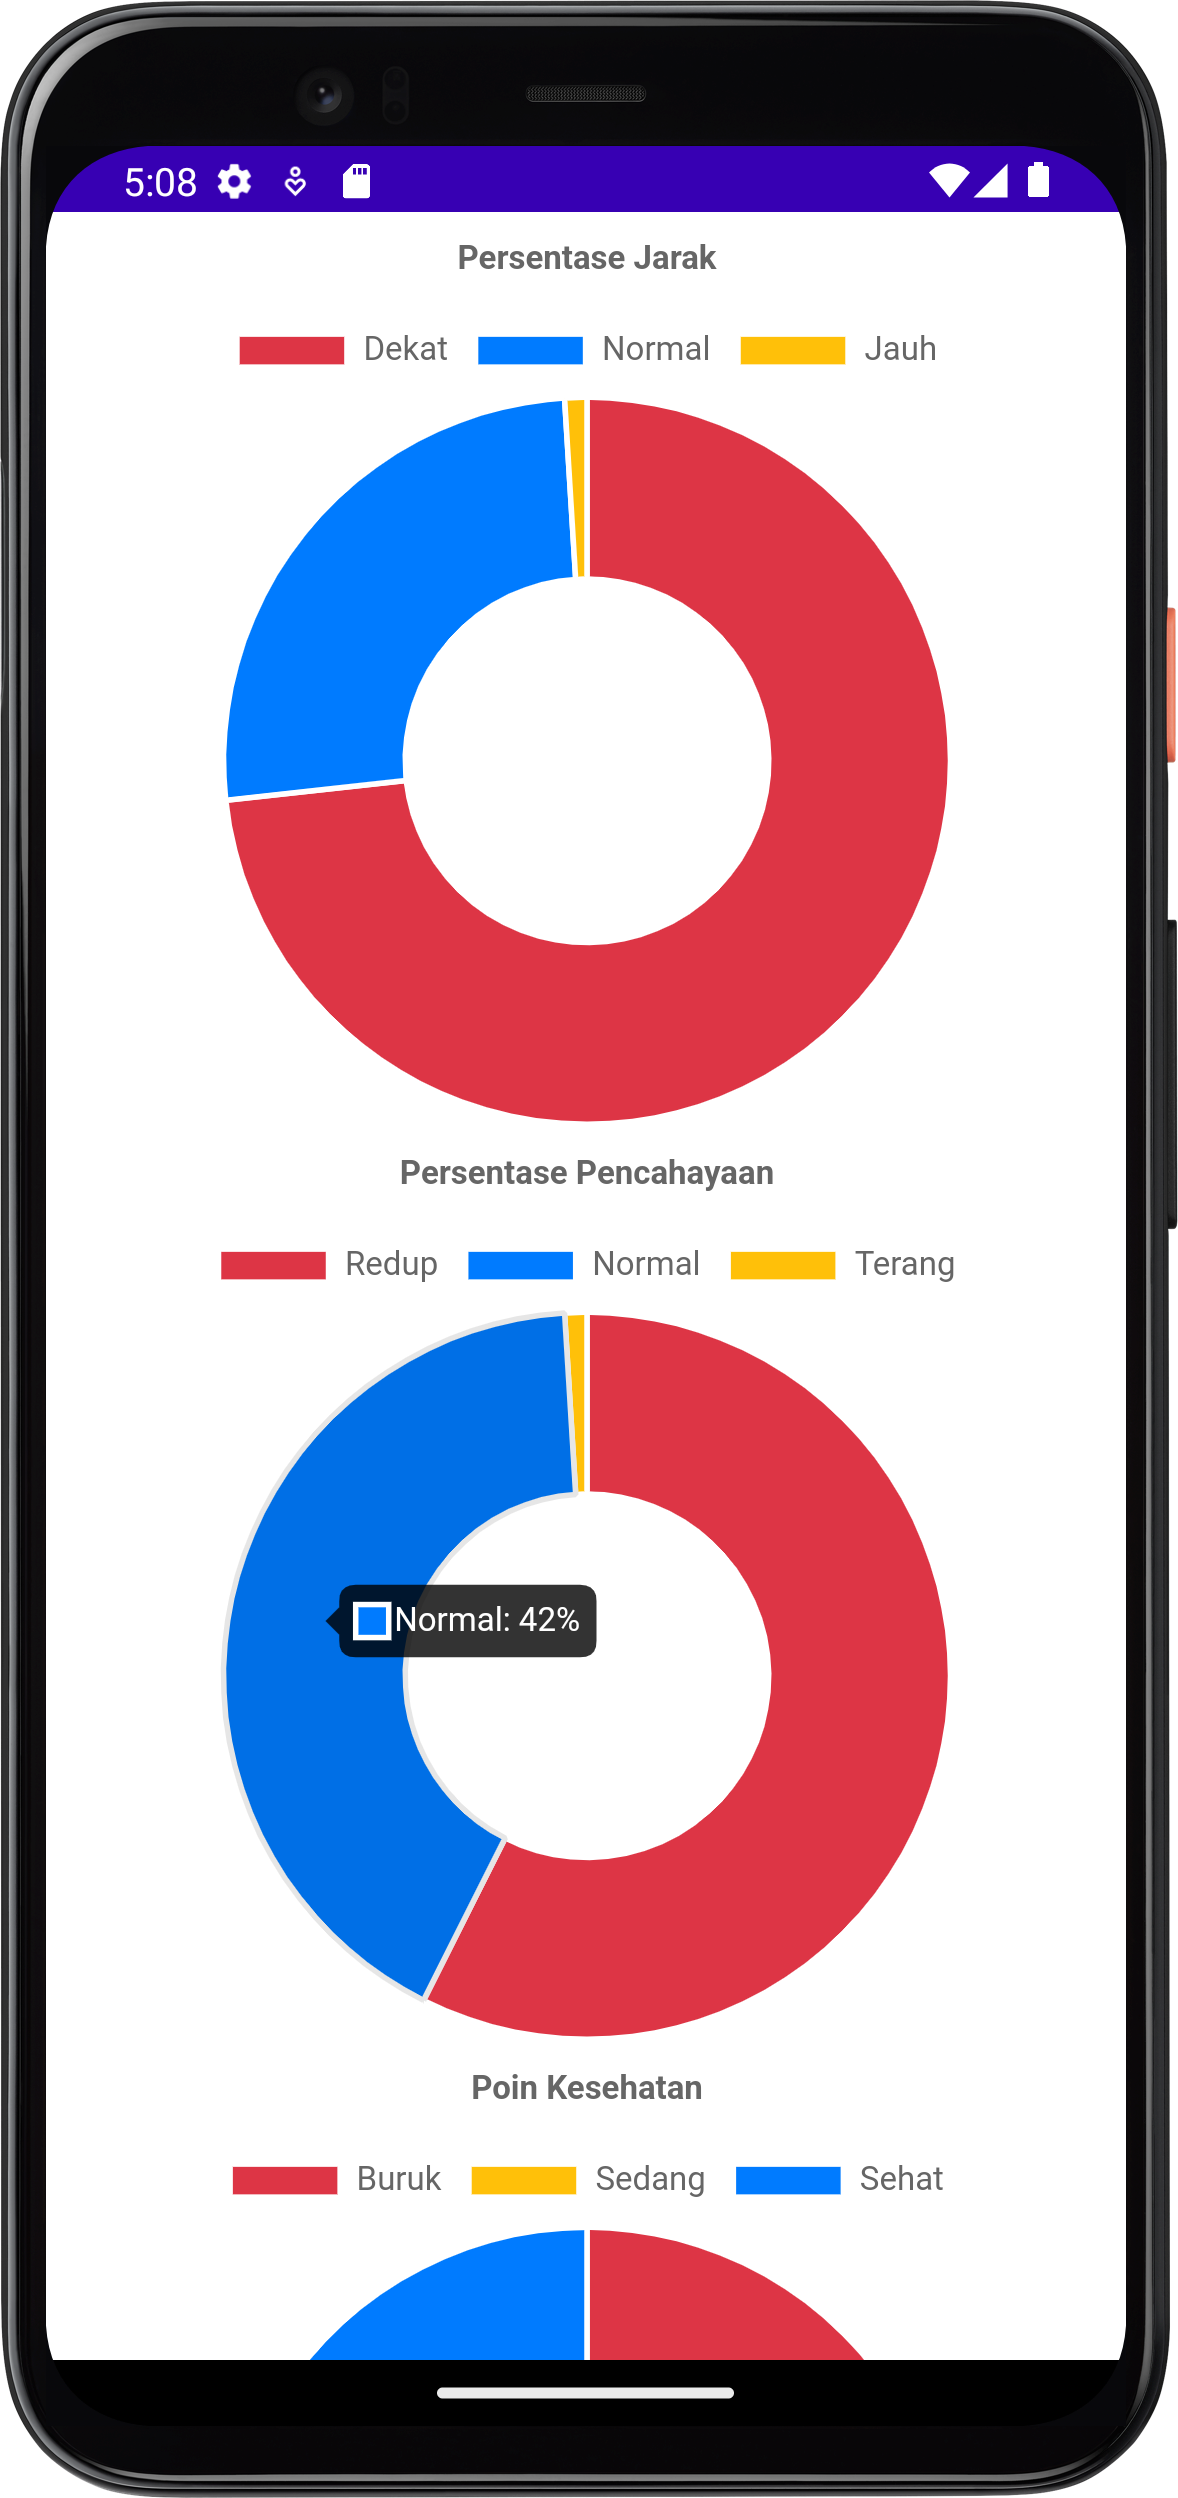 5:08
Persentase Jarak
Dekat Normal Jauh
Persentase Pencahayaan
Redup Normal Terang
Normal: 42%
Poin Kesehatan
Buruk Sedang Sehat